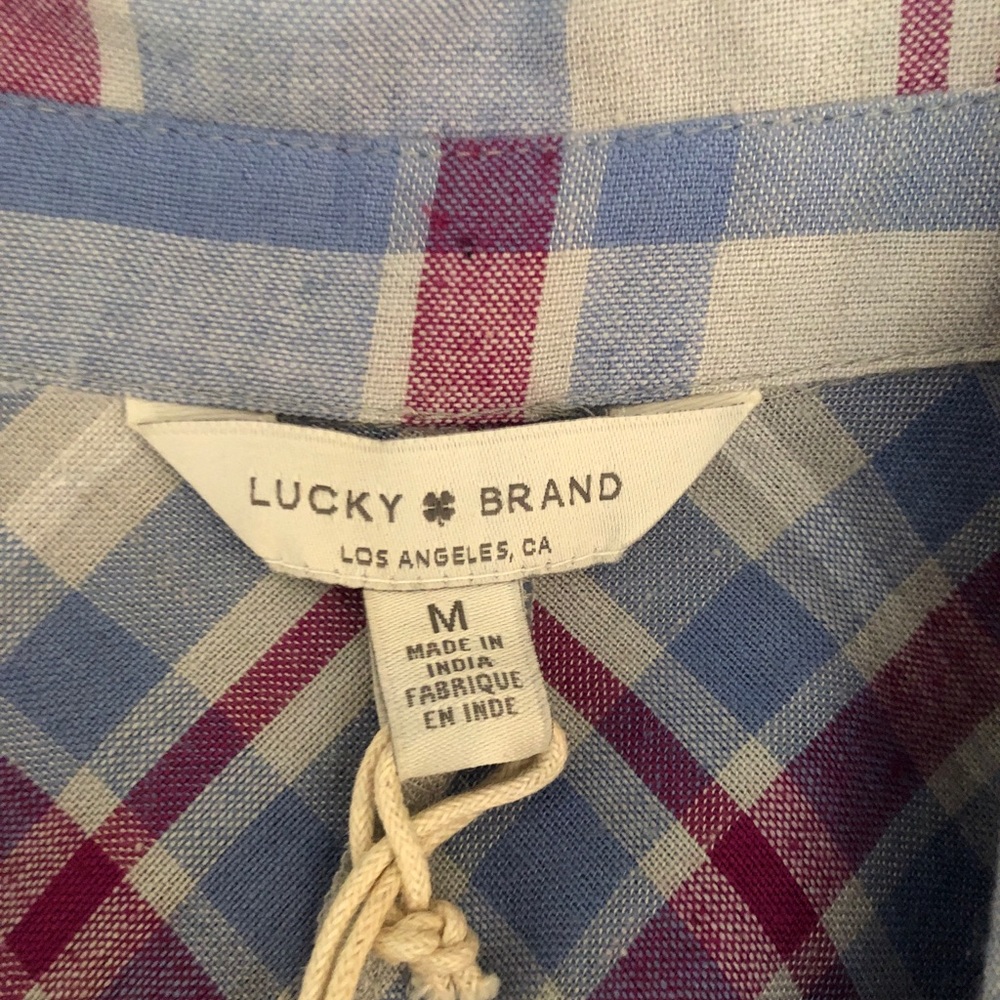 LUCKY BRAND
LOS ANGELES, CA
M
MADE IN
INDIA
FABRIQUE
EN INDE